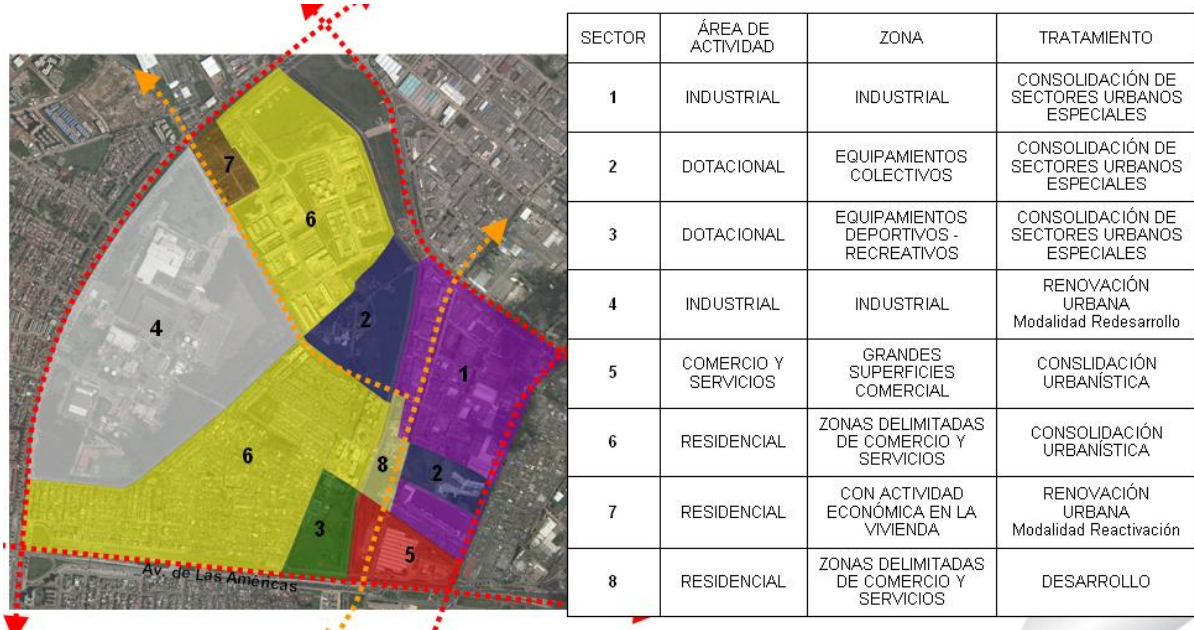 7
6
4
2
1
6
8
2
3
5
Av. de Las Américas
SECTOR
ÁREA DE
ACTIVIDAD
ZONA
TRATAMIENTO
1
INDUSTRIAL
INDUSTRIAL
CONSOLIDACIÓN DE
SECTORES URBANOS
ESPECIALES
2
DOTACIONAL
EQUIPAMIENTOS
COLECTIVOS
CONSOLIDACIÓN DE
SECTORES URBANOS
ESPECIALES
3
DOTACIONAL
EQUIPAMIENTOS
DEPORTIVOS -
RECREATIVOS
CONSOLIDACIÓN DE
SECTORES URBANOS
ESPECIALES
4
INDUSTRIAL
INDUSTRIAL
RENOVACIÓN
URBANA
Modalidad Redesarrollo
5
COMERCIO Y
SERVICIOS
GRANDES
SUPERFICIES
COMERCIAL
CONSLIDACIÓN
URBANÍSTICA
6
RESIDENCIAL
ZONAS DELIMITADAS
DE COMERCIO Y
SERVICIOS
CONSOLIDACIÓN
URBANÍSTICA
7
RESIDENCIAL
CON ACTIVIDAD
ECONÓMICA EN LA
VIVIENDA
RENOVACIÓN
URBANA
Modalidad Reactivación
8
RESIDENCIAL
ZONAS DELIMITADAS
DE COMERCIO Y
SERVICIOS
DESARROLLO